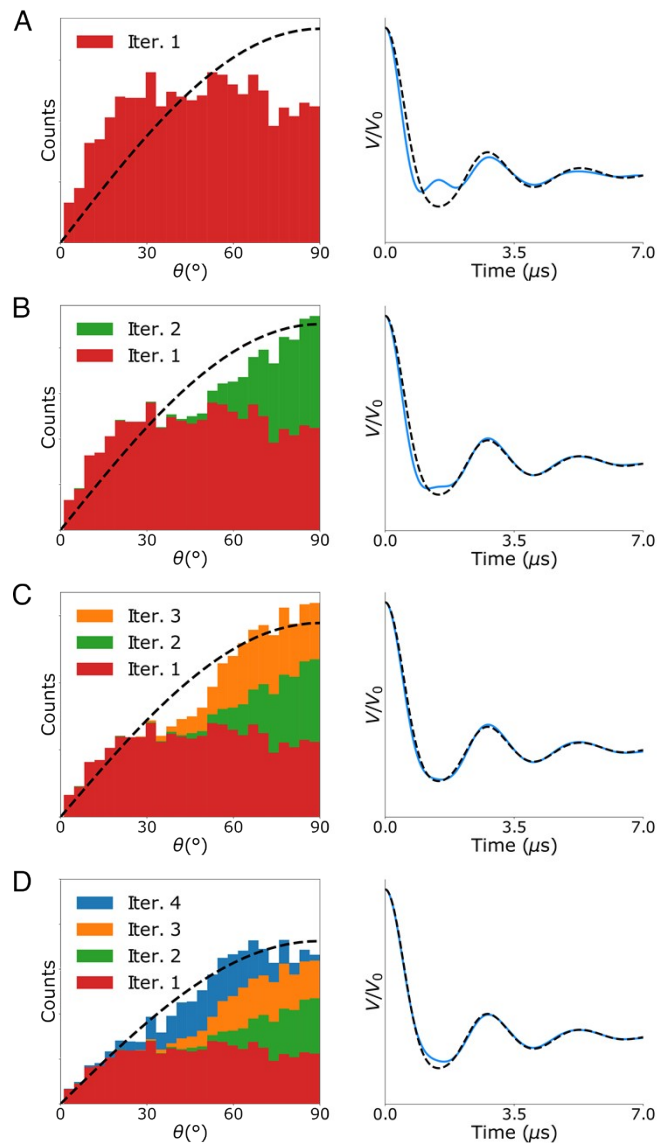 A
Iter. 1
Counts
0 30 60 90
θ(°)
V/V0
0.0 3.5 7.0
Time (μs)
B
Iter. 2
Iter. 1
Counts
0 30 60 90
θ(°)
V/V0
0.0 3.5 7.0
Time (μs)
C
Iter. 3
Iter. 2
Iter. 1
Counts
0 30 60 90
θ(°)
V/V0
0.0 3.5 7.0
Time (μs)
D
Iter. 4
Iter. 3
Iter. 2
Iter. 1
Counts
0 30 60 90
θ(°)
V/V0
0.0 3.5 7.0
Time (μs)